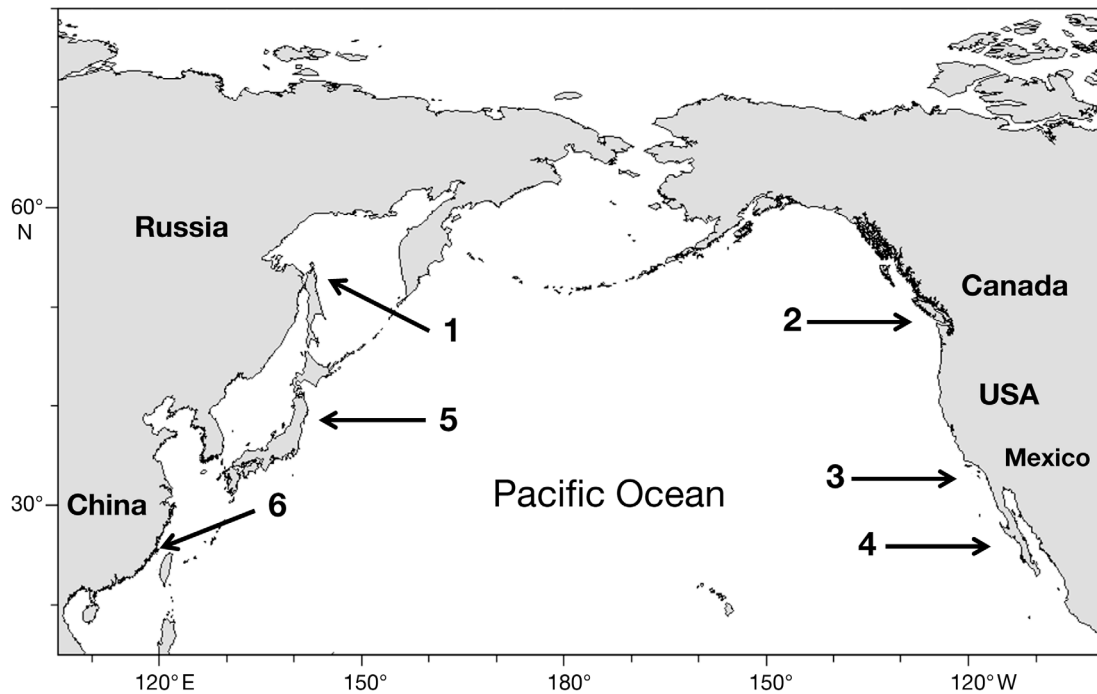 60°
N
Russia
Canada
2
1
USA
5
Mexico
3
Pacific Ocean
30°
China
6
4
120°E
150°
180°
150°
120°W